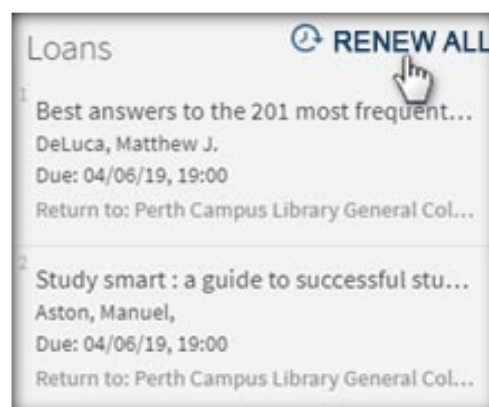 Loans
RENEW ALL
1
Best answers to the 201 most frequent...
DeLuca, Matthew J.
Due: 04/06/19, 19:00
Return to: Perth Campus Library General Col...
2
Study smart : a guide to successful stu...
Aston, Manuel,
Due: 04/06/19, 19:00
Return to: Perth Campus Library General Col...